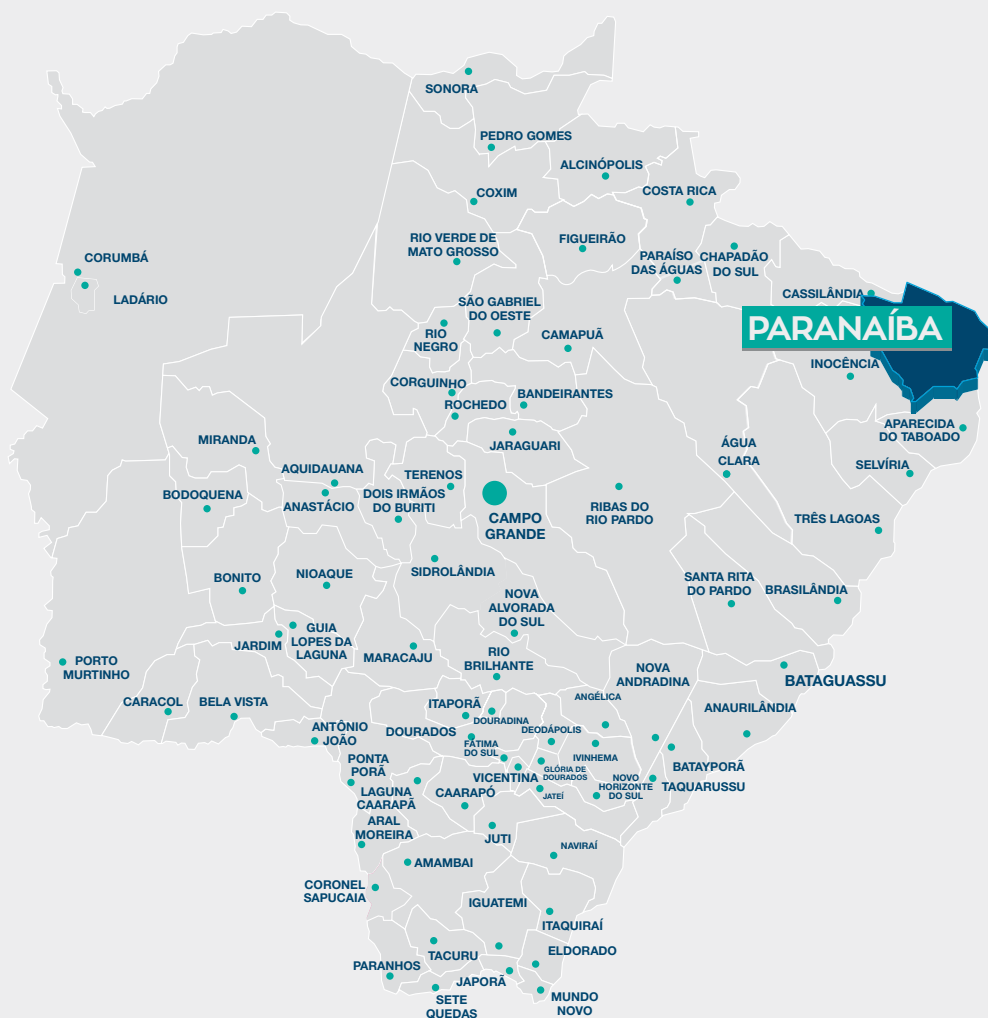 SONORA
PEDRO GOMES
ALCINÓPOLIS
COXIM
COSTA RICA
RIO VERDE DE
MATO GROSSO
FIGUEIRÃO
PARAÍSO
DAS ÁGUAS
CHAPADÃO
DO SUL
CORUMBÁ
LADÁRIO
CASSILÂNDIA
SÃO GABRIEL
DO OESTE
PARANAÍBA
RIO
NEGRO
CAMAPUÃ
INOCÊNCIA
CORGUINHO
ROCHEDO
BANDEIRANTES
APARECIDA
DO TABOADO
MIRANDA
JARAGUARI
ÁGUA
CLARA
SELVÍRIA
AQUIDAUANA
TERENOS
BODOQUENA
ANASTÁCIO
DOIS IRMÃOS
DO BURITI
CAMPO
GRANDE
RIBAS DO
RIO PARDO
TRÊS LAGOAS
SIDROLÂNDIA
BONITO
NIOAQUE
SANTA RITA
DO PARDO
BRASILÂNDIA
NOVA
ALVORADA
DO SUL
JARDIM
GUIA
LOPES DA
LAGUNA
MARACAJU
RIO
BRILHANTE
PORTO
MURTINHO
NOVA
ANDRADINA
BATAGUASSU
CARACOL
BELA VISTA
ITAPORÃ
ANGÉLICA
ANAURILÂNDIA
ANTÔNIO
JOÃO
DOURADOS
DOURADINA
DEODÁPOLIS
FÁTIMA
DO SUL
IVINHEMA
BATAYPORÃ
PONTA
PORÃ
VICENTINA
GLÓRIA DE
DOURADOS
NOVO
HORIZONTE
DO SUL
TAQUARUSSU
LAGUNA
CAARAPÃ
CAARAPÓ
JATEÍ
ARAL
MOREIRA
JUTI
NAVIRAÍ
AMAMBAI
CORONEL
SAPUCAIA
IGUATEMI
ITAQUIRAÍ
TACURU
ELDORADO
PARANHOS
JAPORÃ
SETE
QUEDAS
MUNDO
NOVO